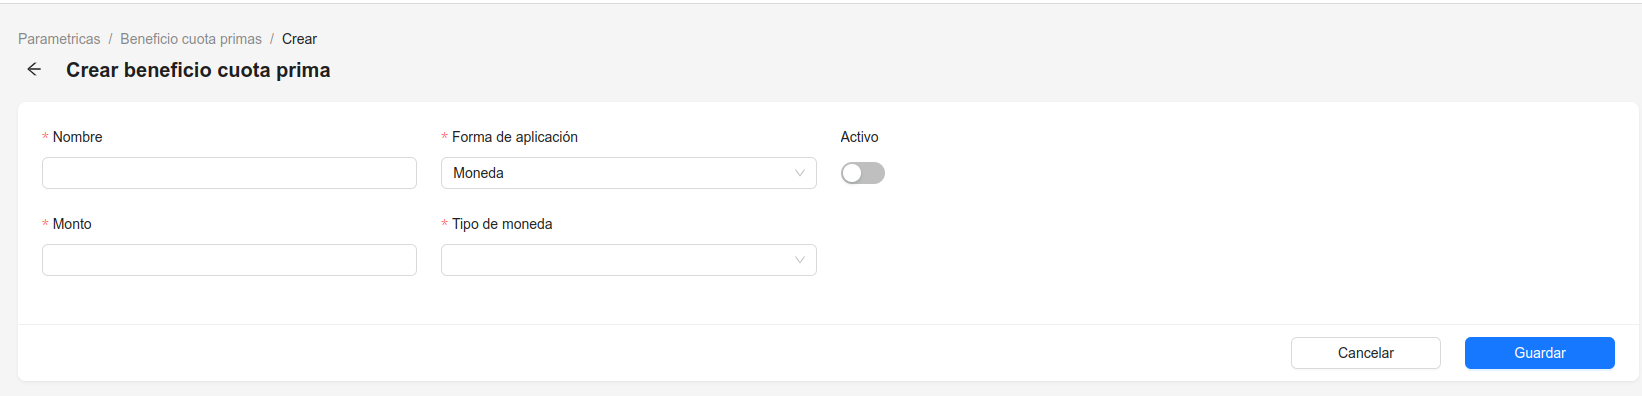 Parametricas / Beneficio cuota primas / Crear
Crear beneficio cuota prima
* Nombre
* Forma de aplicación
Activo
Moneda
* Monto
* Tipo de moneda
Cancelar
Guardar